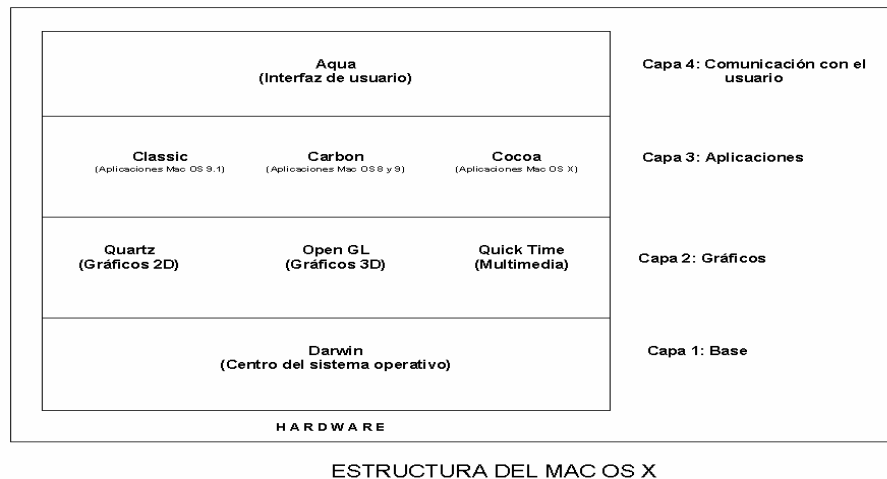 Aqua
(Interfaz de usuario)
Capa 4: Comunicación con el
usuario
Classic
(Aplicaciones Mac OS 9.1)
Carbon
(Aplicaciones Mac OS 8 y 9)
Cocoa
(Aplicaciones Mac OS X)
Capa 3: Aplicaciones
Quartz
(Gráficos 2D)
Open GL
(Gráficos 3D)
Quick Time
(Multimedia)
Capa 2: Gráficos
Darwin
(Centro del sistema operativo)
Capa 1: Base
HARDWARE
ESTRUCTURA DEL MAC OS X